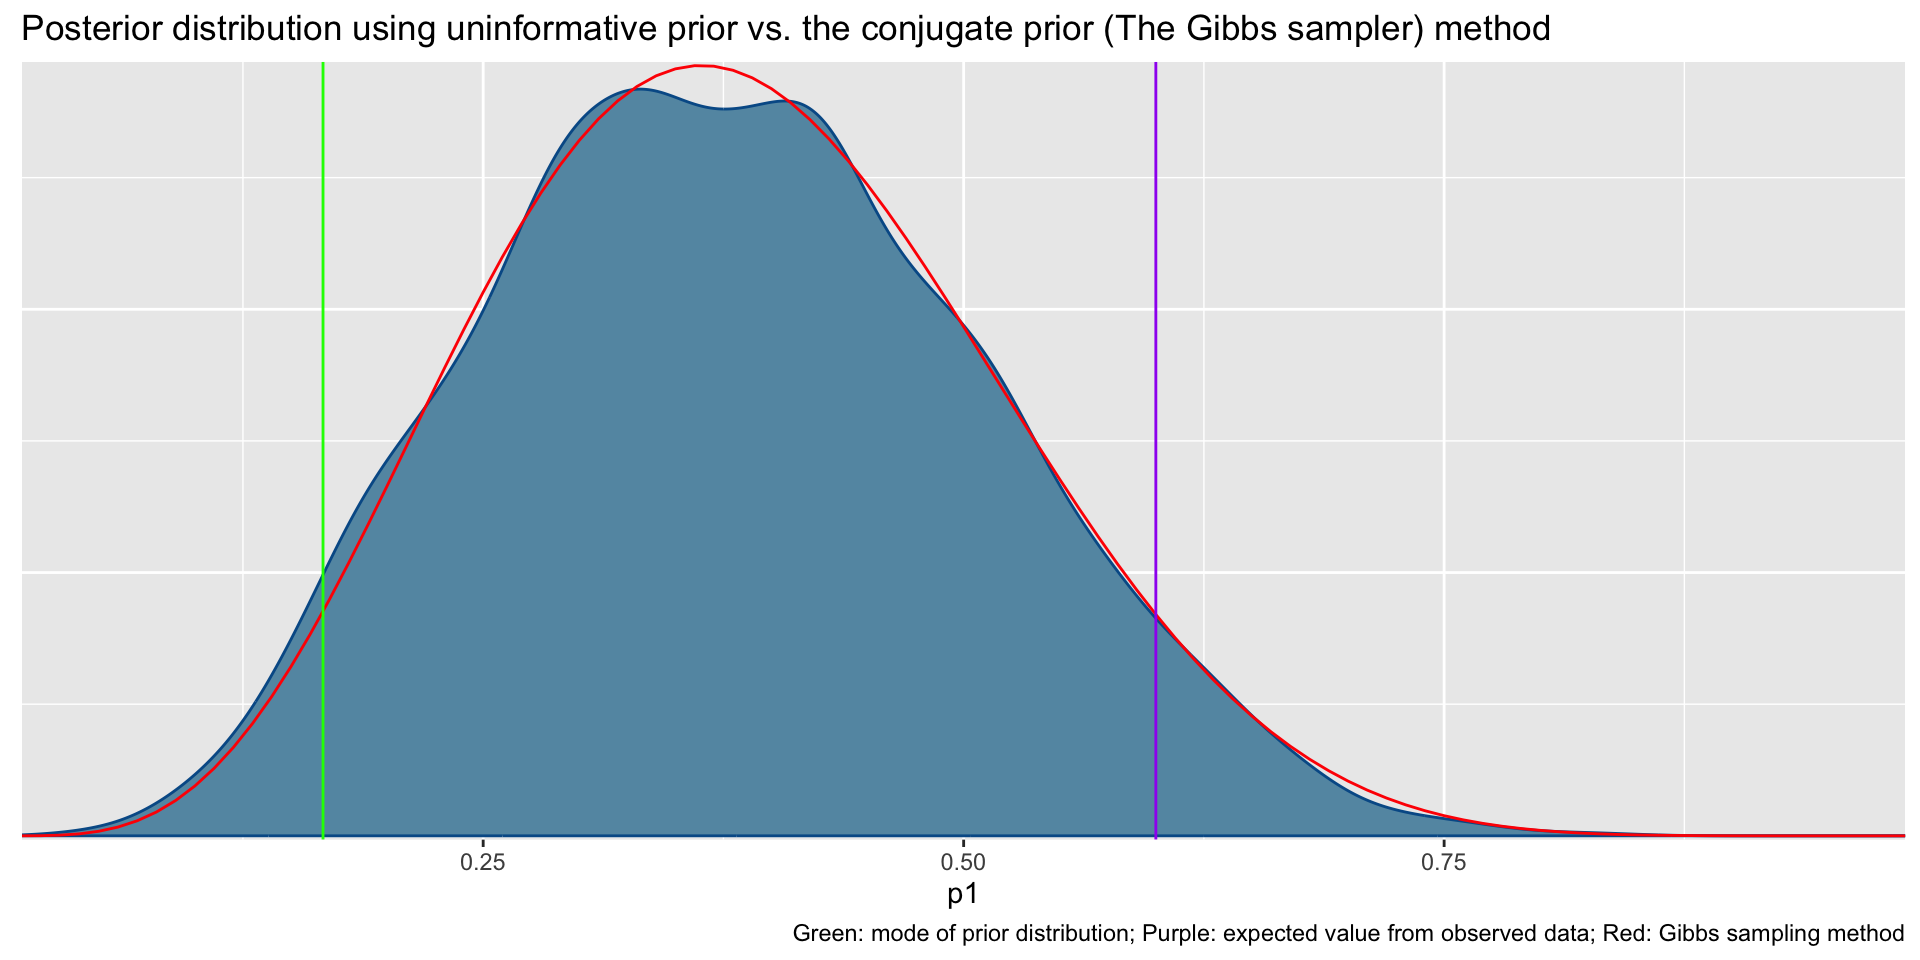 Posterior distribution using uninformative prior vs. the conjugate prior (The Gibbs sampler) method
0.25 0.50 0.75
p1
Green: mode of prior distribution; Purple: expected value from observed data; Red: Gibbs sampling method